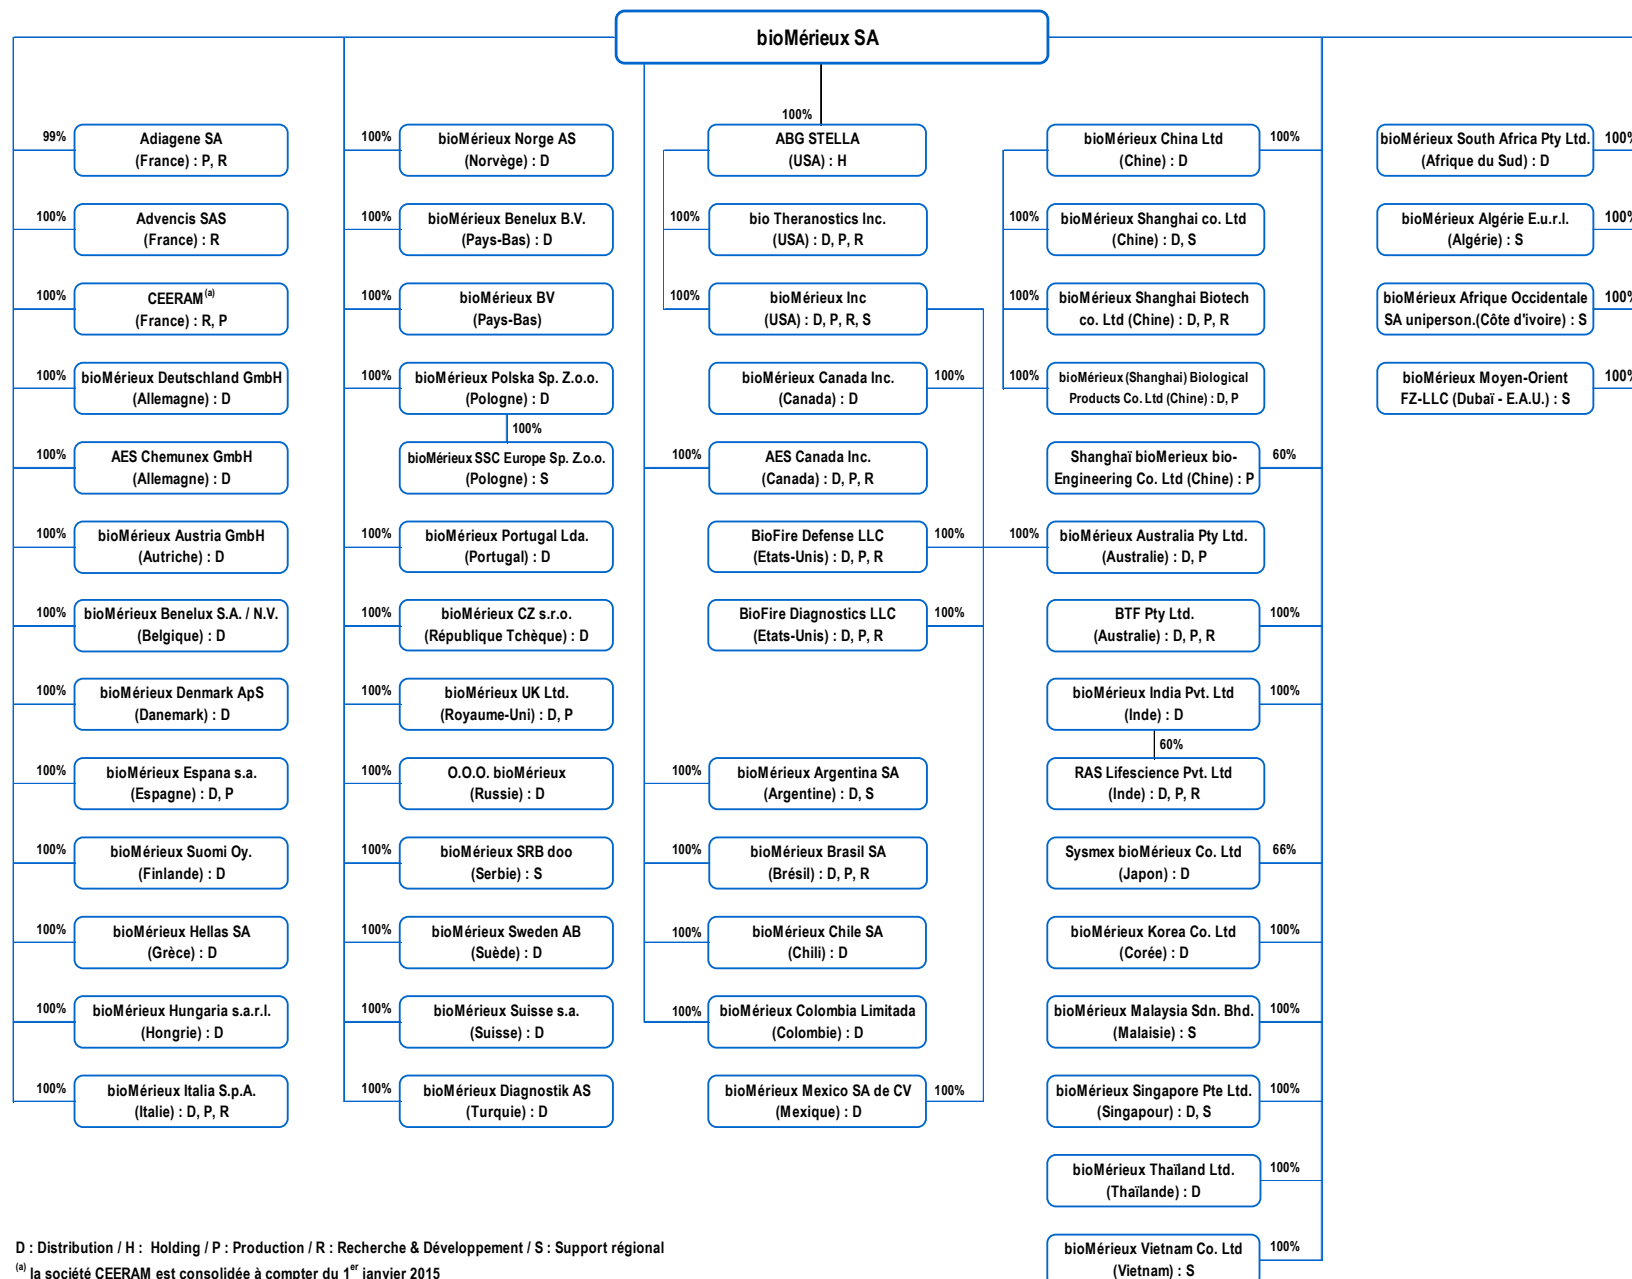 bioMérieux SA
99%
Adiagene SA
(France) : P, R
100%
Advencis SAS
(France) : R
100%
CEERAM(a)
(France) : R, P
100%
bioMérieux Deutschland GmbH
(Allemagne) : D
100%
AES Chemunex GmbH
(Allemagne) : D
100%
bioMérieux Austria GmbH
(Autriche) : D
100%
bioMérieux Benelux S.A. / N.V.
(Belgique) : D
100%
bioMérieux Denmark ApS
(Danemark) : D
100%
bioMérieux Espana s.a.
(Espagne) : D, P
100%
bioMérieux Suomi Oy.
(Finlande) : D
100%
bioMérieux Hellas SA
(Grèce) : D
100%
bioMérieux Hungaria s.a.r.l.
(Hongrie) : D
100%
bioMérieux Italia S.p.A.
(Italie) : D, P, R
100%
bioMérieux Norge AS
(Norvège) : D
100%
bioMérieux Benelux B.V.
(Pays-Bas) : D
100%
bioMérieux BV
(Pays-Bas)
100%
bioMérieux Polska Sp. Z.o.o.
(Pologne) : D
100%
bioMérieux SSC Europe Sp. Z.o.o.
(Pologne) : S
100%
bioMérieux Portugal Lda.
(Portugal) : D
100%
bioMérieux CZ s.r.o.
(République Tchèque) : D
100%
bioMérieux UK Ltd.
(Royaume-Uni) : D, P
100%
O.O.O. bioMérieux
(Russie) : D
100%
bioMérieux SRB doo
(Serbie) : S
100%
bioMérieux Sweden AB
(Suède) : D
100%
bioMérieux Suisse s.a.
(Suisse) : D
100%
bioMérieux Diagnostik AS
(Turquie) : D
100%
ABG STELLA
(USA) : H
100%
bio Theranostics Inc.
(USA) : D, P, R
100%
bioMérieux Inc
(USA) : D, P, R, S
bioMérieux Canada Inc.
(Canada) : D
100%
100%
AES Canada Inc.
(Canada) : D, P, R
BioFire Defense LLC
(Etats-Unis) : D, P, R
100%
BioFire Diagnostics LLC
(Etats-Unis) : D, P, R
100%
100%
bioMérieux Argentina SA
(Argentine) : D, S
100%
bioMérieux Brasil SA
(Brésil) : D, P, R
100%
bioMérieux Chile SA
(Chili) : D
100%
bioMérieux Colombia Limitada
(Colombie) : D
bioMérieux Mexico SA de CV
(Mexique) : D
100%
bioMérieux China Ltd
(Chine) : D
100%
100%
bioMérieux Shanghai co. Ltd
(Chine) : D, S
100%
bioMérieux Shanghai Biotech
co. Ltd (Chine) : D, P, R
100%
bioMérieux (Shanghai) Biological
Products Co. Ltd (Chine) : D, P
Shanghaï bioMerieux bio-
Engineering Co. Ltd (Chine) : P
60%
100%
bioMérieux Australia Pty Ltd.
(Australie) : D, P
BTF Pty Ltd.
(Australie) : D, P, R
100%
bioMérieux India Pvt. Ltd
(Inde) : D
100%
60%
RAS Lifescience Pvt. Ltd
(Inde) : D, P, R
Sysmex bioMérieux Co. Ltd
(Japon) : D
66%
bioMérieux Korea Co. Ltd
(Corée) : D
100%
bioMérieux Malaysia Sdn. Bhd.
(Malaisie) : S
100%
bioMérieux Singapore Pte Ltd.
(Singapour) : D, S
100%
bioMérieux Thaïland Ltd.
(Thaïlande) : D
100%
bioMérieux Vietnam Co. Ltd
(Vietnam) : S
100%
bioMérieux South Africa Pty Ltd.
(Afrique du Sud) : D
100%
bioMérieux Algérie E.u.r.l.
(Algérie) : S
100%
bioMérieux Afrique Occidentale
SA uniperson.(Côte d'ivoire) : S
100%
bioMérieux Moyen-Orient
FZ-LLC (Dubaï - E.A.U.) : S
100%
D : Distribution / H : Holding / P : Production / R : Recherche & Développement / S : Support régional
(a) la société CEERAM est consolidée à compter du 1er janvier 2015